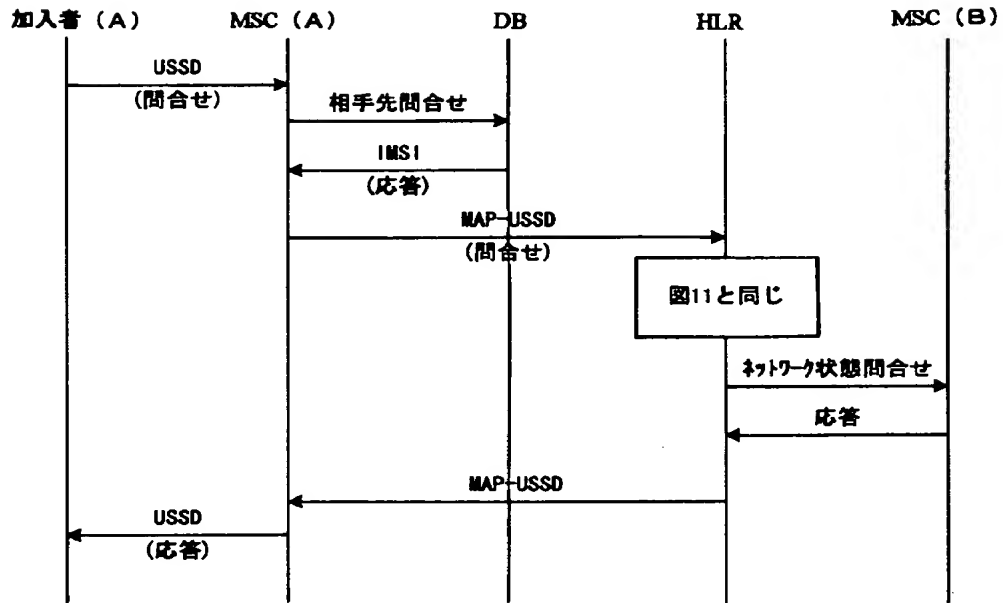 加入者（A） MSC（A） DB HLR MSC（B）
USSD
(問合せ)
相手先問合せ
IMSI
(応答)
MAP-USSD
(問合せ)
図11と同じ
ﾈｯﾄﾜｰｸ状態問合せ
応答
MAP-USSD
USSD
(応答)